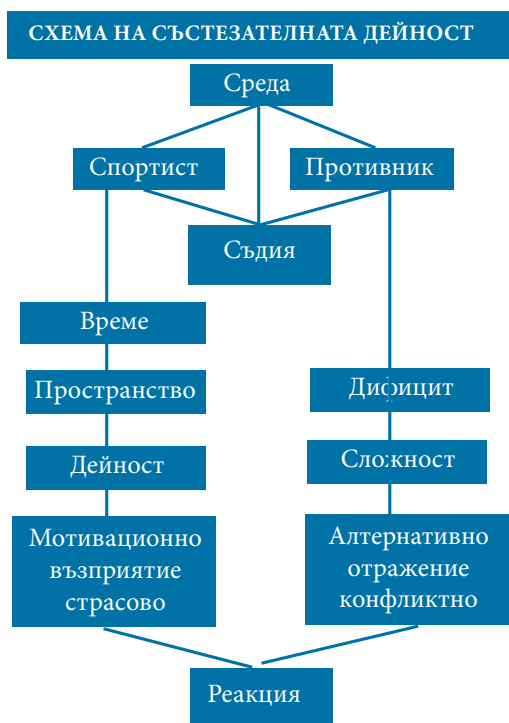 СХЕМА НА СЪСТЕЗАТЕЛНАТА ДЕЙНОСТ
Среда
Спортист
Противник
Съдия
Време
Пространство
Дифицит
Дейност
Сложност
Мотивационно
възприятие
страсово
Алтернативно
отражение
конфликтно
Реакция